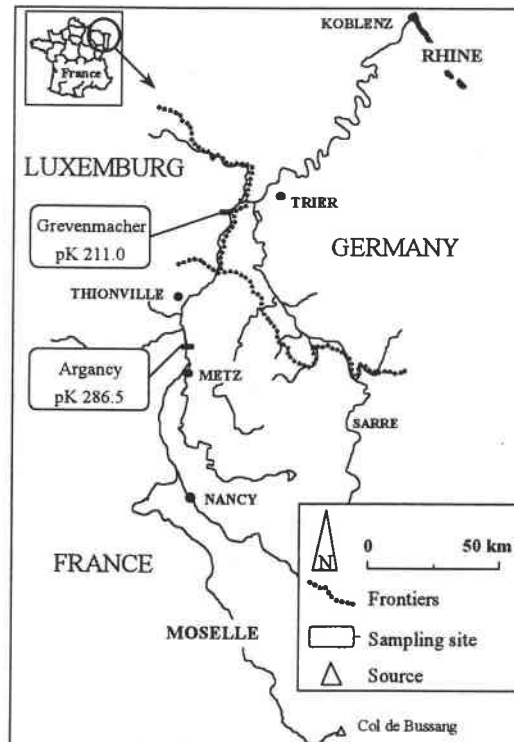 KOBLENZ
RHINE
France
LUXEMBURG
TRIER
Grevenmacher
pK 211.0
GERMANY
THIONVILLE
Argancy
pK 286.5
METZ
SARRE
NANCY
FRANCE
MOSELLE
N
0 50 km
Frontiers
Sampling site
Source
Col de Bussang